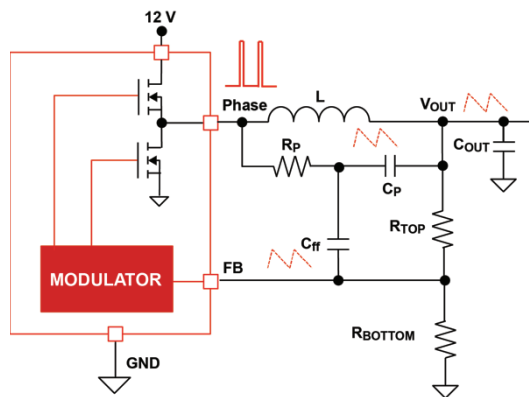 12 V
Phase
L
VOUT
RP
CP
COUT
Cff
RTOP
MODULATOR
FB
RBOTTOM
GND